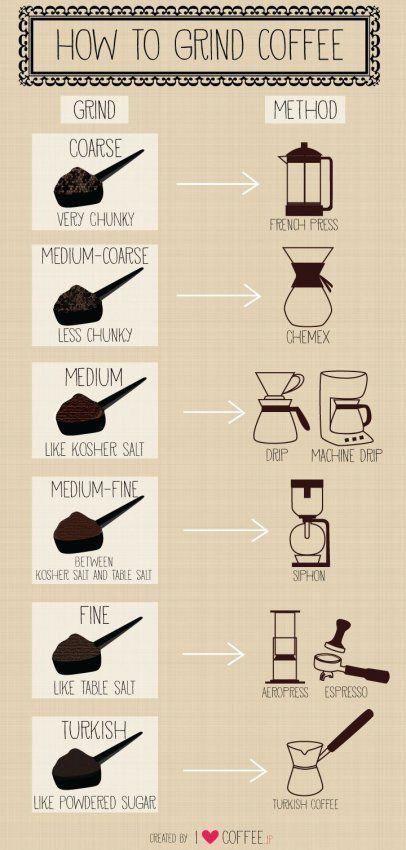 HOW TO GRIND COFFEE
GRIND METHOD
COARSE
VERY CHUNKY
FRENCH PRESS
MEDIUM-COARSE
LESS CHUNKY
CHEMEX
MEDIUM
LIKE KOSHER SALT
DRIP MACHINE DRIP
MEDIUM-FINE
BETWEEN
KOSHER SALT AND TABLE SALT
SIPHON
FINE
LIKE TABLE SALT
AEROPRESS ESPRESSO
TURKISH
LIKE POWDERED SUGAR
TURKISH COFFEE
CREATED BY I ♥ COFFEE.JP